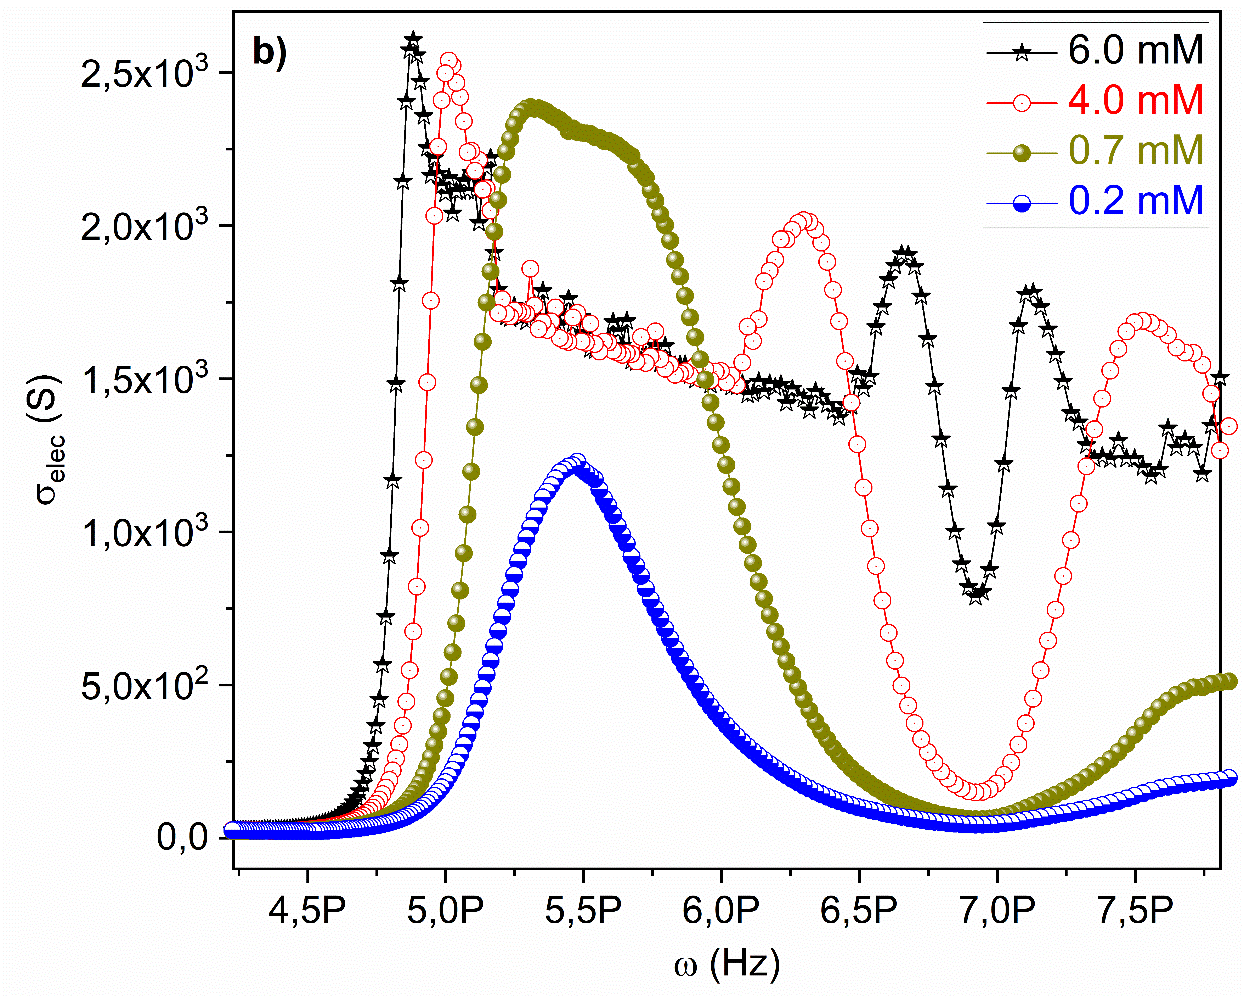 b)
6.0 mM
4.0 mM
0.7 mM
0.2 mM
σelec (S)
2,5x10³
2,0x10³
1,5x10³
1,0x10³
5,0x10²
0,0
4,5P 5,0P 5,5P 6,0P 6,5P 7,0P 7,5P
ω (Hz)